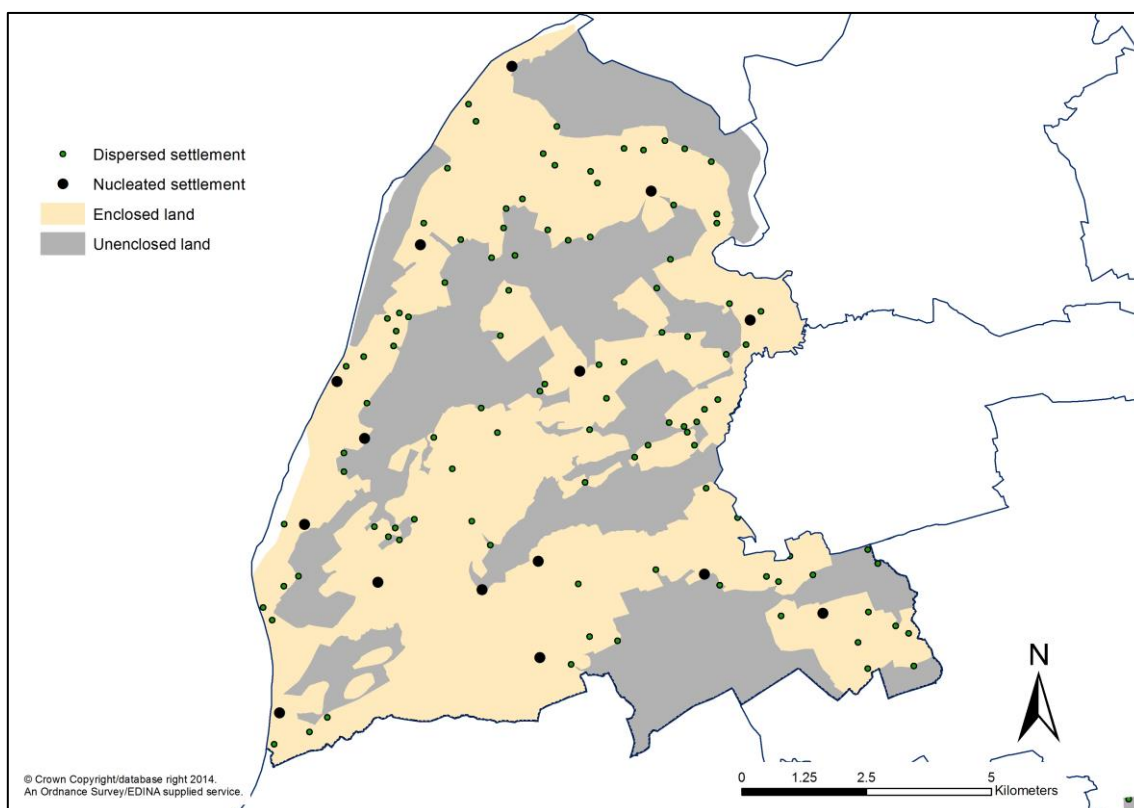 Dispersed settlement
Nucleated settlement
Enclosed land
Unenclosed land
N
0 1.25 2.5 5
Kilometers
© Crown Copyright/database right 2014.
An Ordnance Survey/EDINA supplied service.